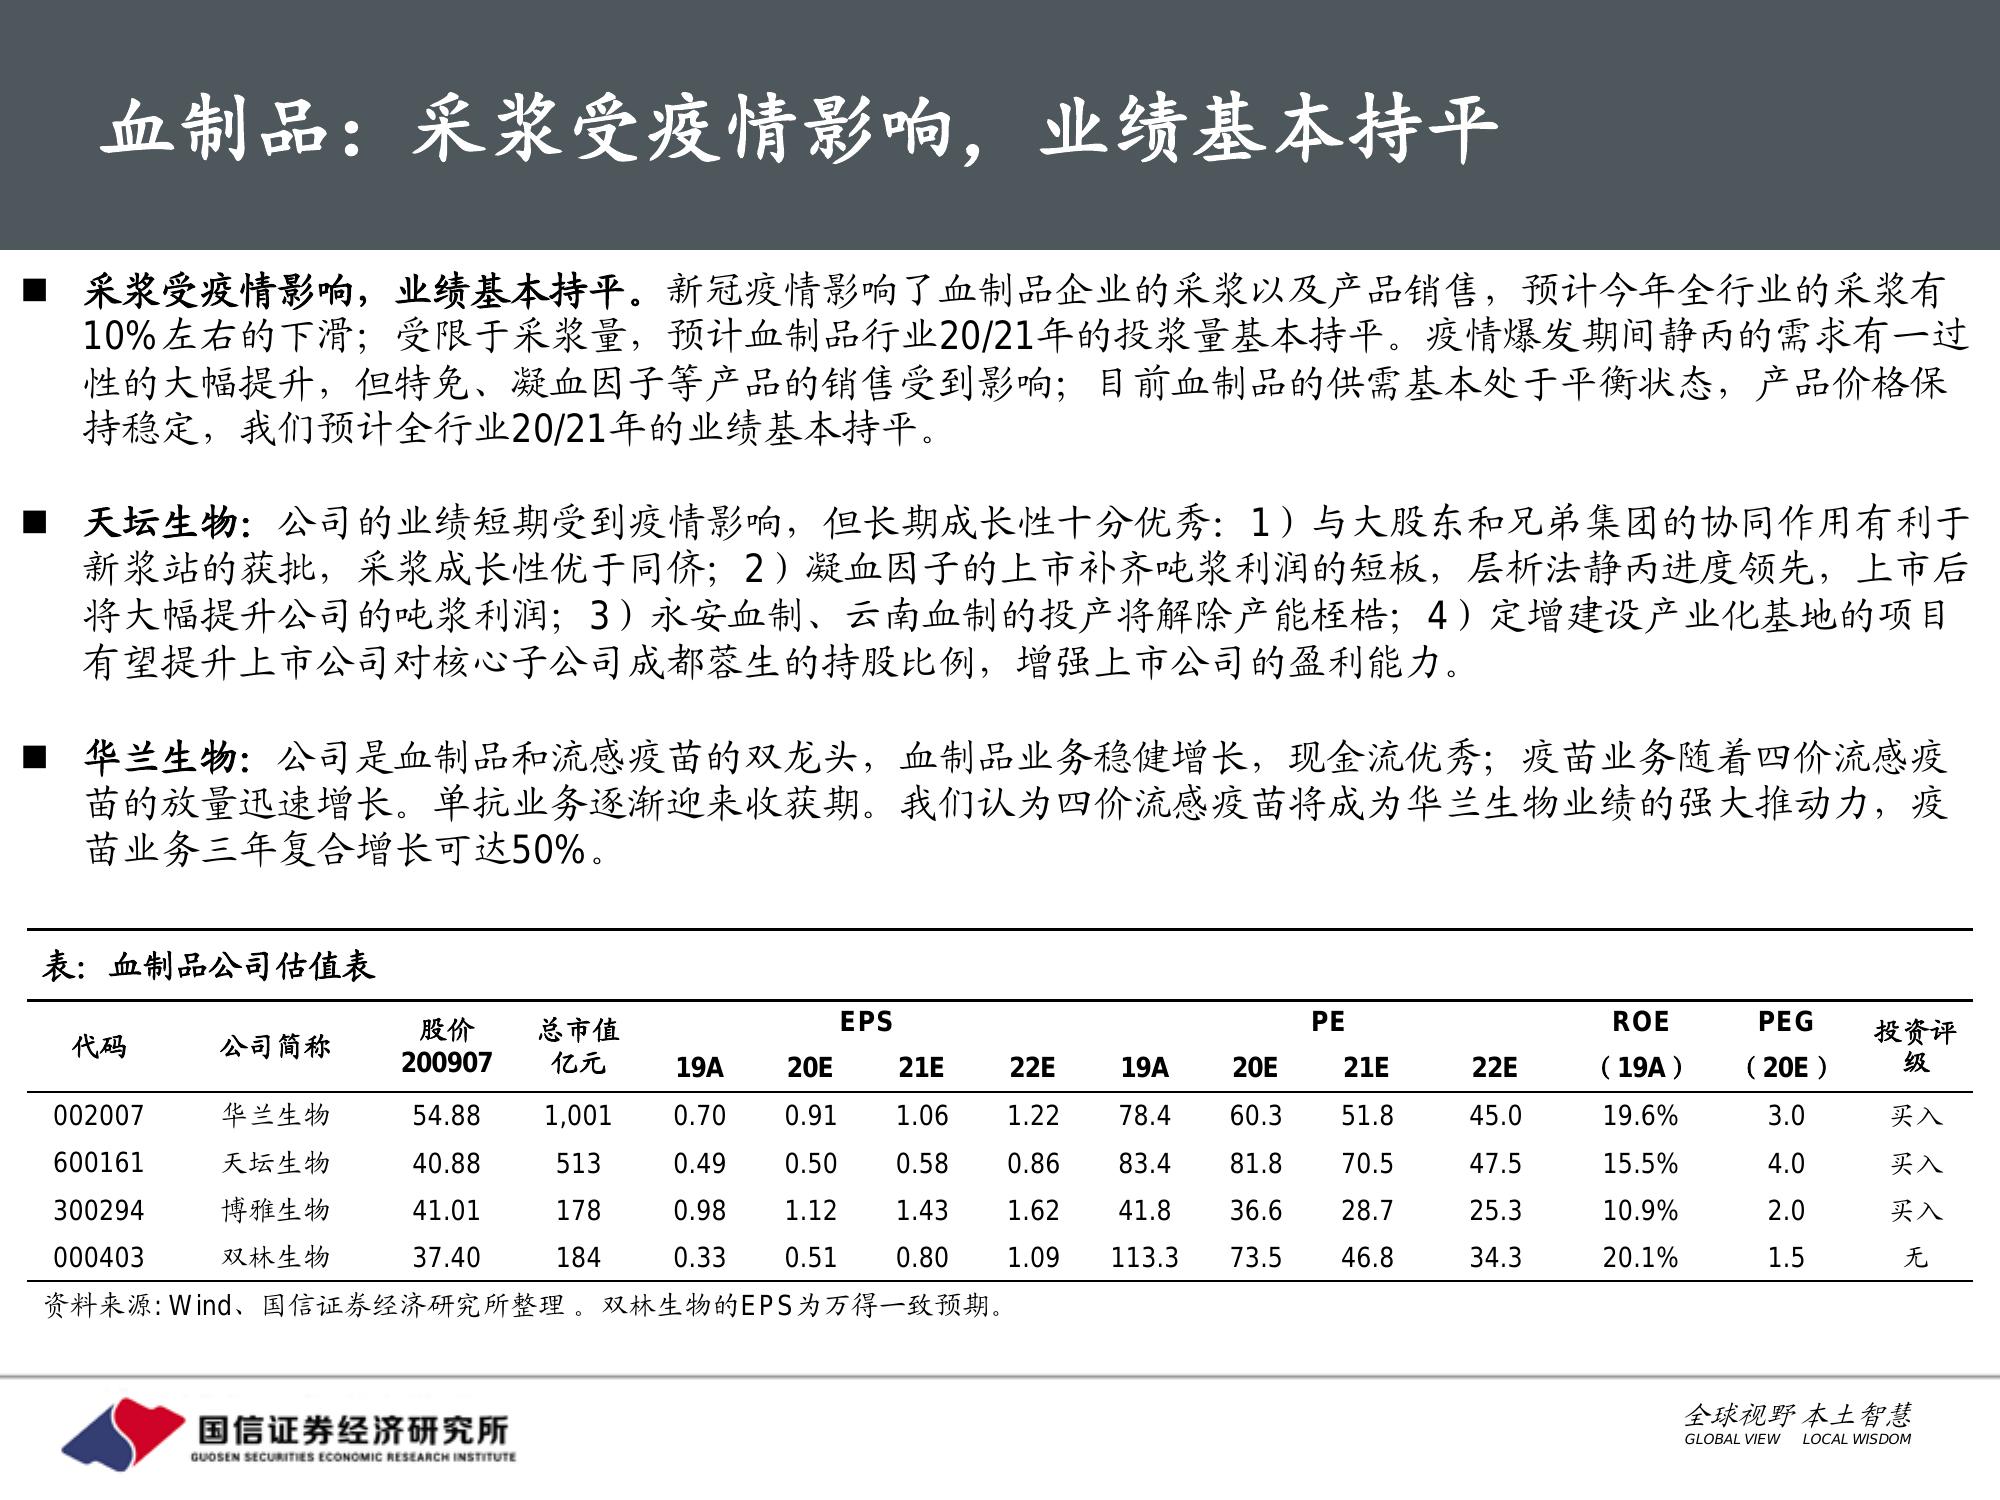 血制品：采浆受疫情影响，业绩基本持平
■ 采浆受疫情影响，业绩基本持平。新冠疫情影响了血制品企业的采浆以及产品销售，预计今年全行业的采浆有
10%左右的下滑；受限于采浆量，预计血制品行业20/21年的投浆量基本持平。疫情爆发期间静丙的需求有一过
性的大幅提升，但特免、凝血因子等产品的销售受到影响；目前血制品的供需基本处于平衡状态，产品价格保
持稳定，我们预计全行业20/21年的业绩基本持平。
■ 天坛生物：公司的业绩短期受到疫情影响，但长期成长性十分优秀：1）与大股东和兄弟集团的协同作用有利于
新浆站的获批，采浆成长性优于同侪；2）凝血因子的上市补齐吨浆利润的短板，层析法静丙进度领先，上市后
将大幅提升公司的吨浆利润；3）永安血制、云南血制的投产将解除产能桎梏；4）定增建设产业化基地的项目
有望提升上市公司对核心子公司成都蓉生的持股比例，增强上市公司的盈利能力。
■ 华兰生物：公司是血制品和流感疫苗的双龙头，血制品业务稳健增长，现金流优秀；疫苗业务随着四价流感疫
苗的放量迅速增长。单抗业务逐渐迎来收获期。我们认为四价流感疫苗将成为华兰生物业绩的强大推动力，疫
苗业务三年复合增长可达50%。
表：血制品公司估值表
代码 公司简称 股价 总市值 EPS PE ROE PEG 投资评
200907 亿元 19A 20E 21E 22E 19A 20E 21E 22E （19A） （20E） 级
002007 华兰生物 54.88 1,001 0.70 0.91 1.06 1.22 78.4 60.3 51.8 45.0 19.6% 3.0 买入
600161 天坛生物 40.88 513 0.49 0.50 0.58 0.86 83.4 81.8 70.5 47.5 15.5% 4.0 买入
300294 博雅生物 41.01 178 0.98 1.12 1.43 1.62 41.8 36.6 28.7 25.3 10.9% 2.0 买入
000403 双林生物 37.40 184 0.33 0.51 0.80 1.09 113.3 73.5 46.8 34.3 20.1% 1.5 无
资料来源: Wind、国信证券经济研究所整理 。双林生物的EPS为万得一致预期。
国信证券经济研究所
GUOSEN SECURITIES ECONOMIC RESEARCH INSTITUTE
全球视野 本土智慧
GLOBAL VIEW LOCAL WISDOM